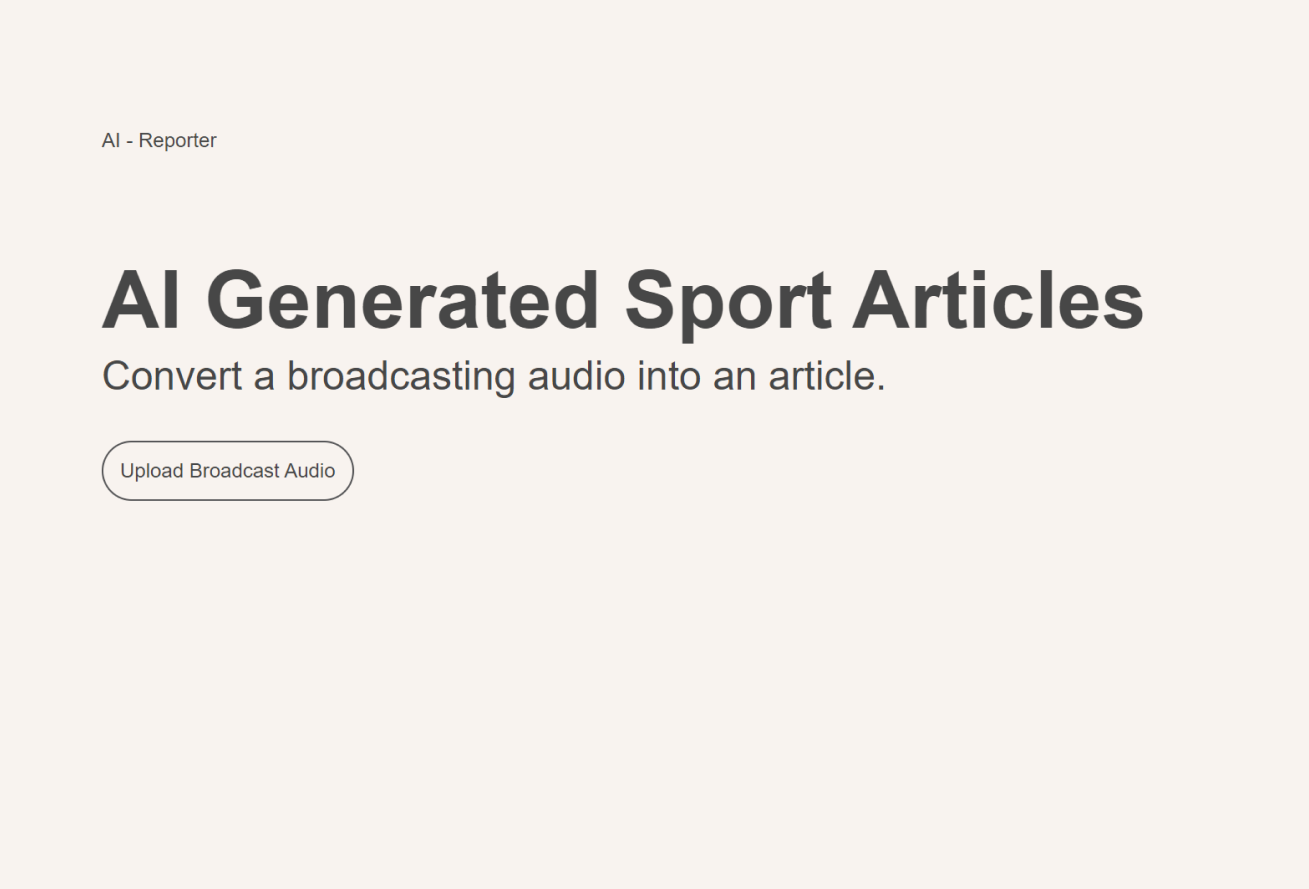 AI - Reporter
AI Generated Sport Articles
Convert a broadcasting audio into an article.
Upload Broadcast Audio